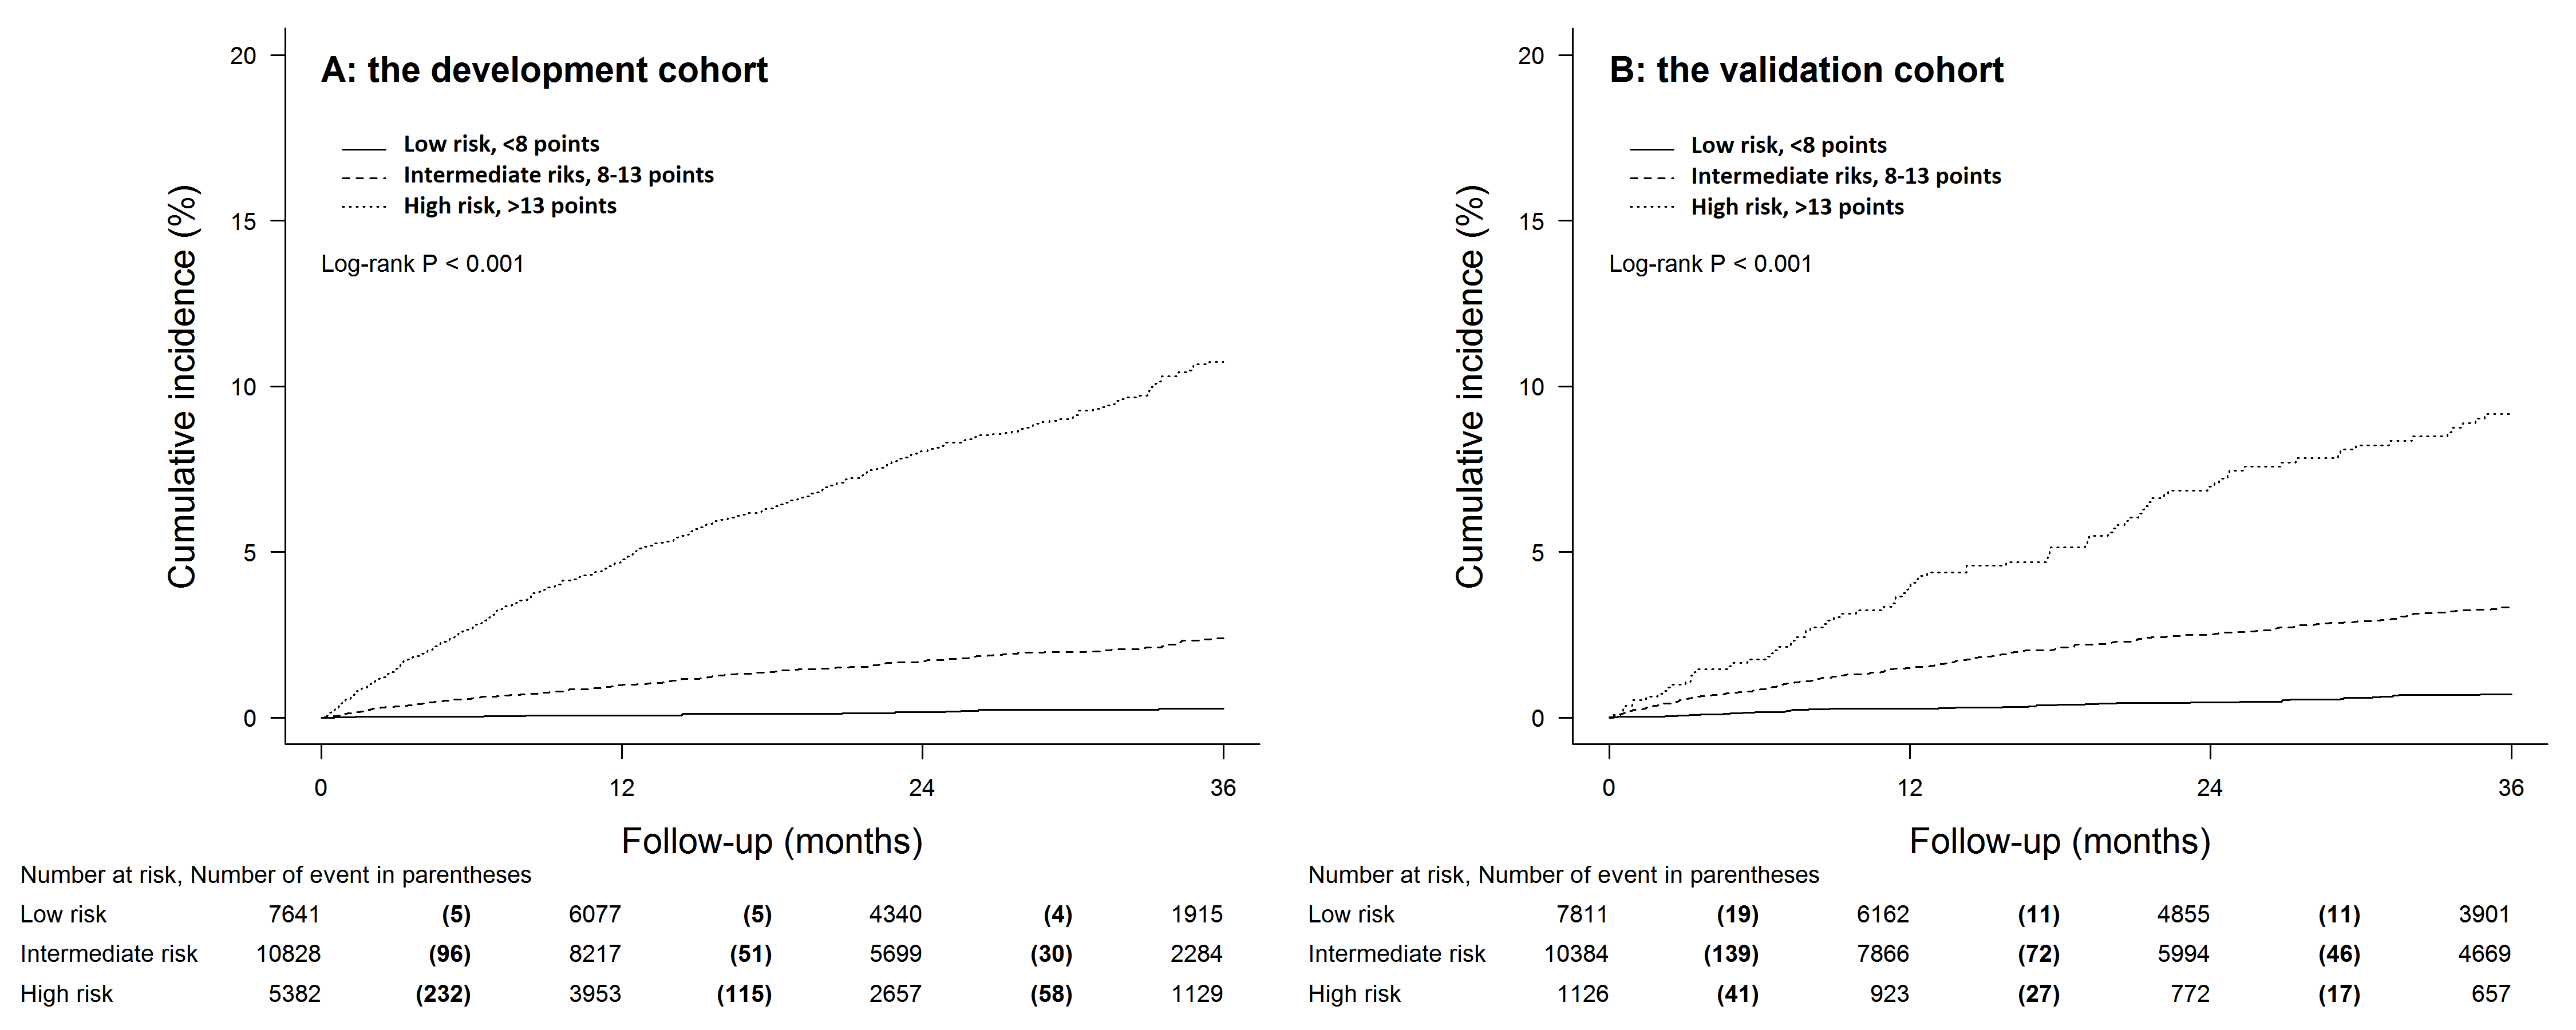 A: the development cohort
Low risk, <8 points
Intermediate riks, 8-13 points
High risk, >13 points
Log-rank P < 0.001
Cumulative incidence (%)
20
15
10
5
0
0 12 24 36
Follow-up (months)
Number at risk, Number of event in parentheses
Low risk 7641 (5) 6077 (5) 4340 (4) 1915
Intermediate risk 10828 (96) 8217 (51) 5699 (30) 2284
High risk 5382 (232) 3953 (115) 2657 (58) 1129
B: the validation cohort
Low risk, <8 points
Intermediate riks, 8-13 points
High risk, >13 points
Log-rank P < 0.001
Cumulative incidence (%)
20
15
10
5
0
0 12 24 36
Follow-up (months)
Number at risk, Number of event in parentheses
Low risk 7811 (19) 6162 (11) 4855 (11) 3901
Intermediate risk 10384 (139) 7866 (72) 5994 (46) 4669
High risk 1126 (41) 923 (27) 772 (17) 657